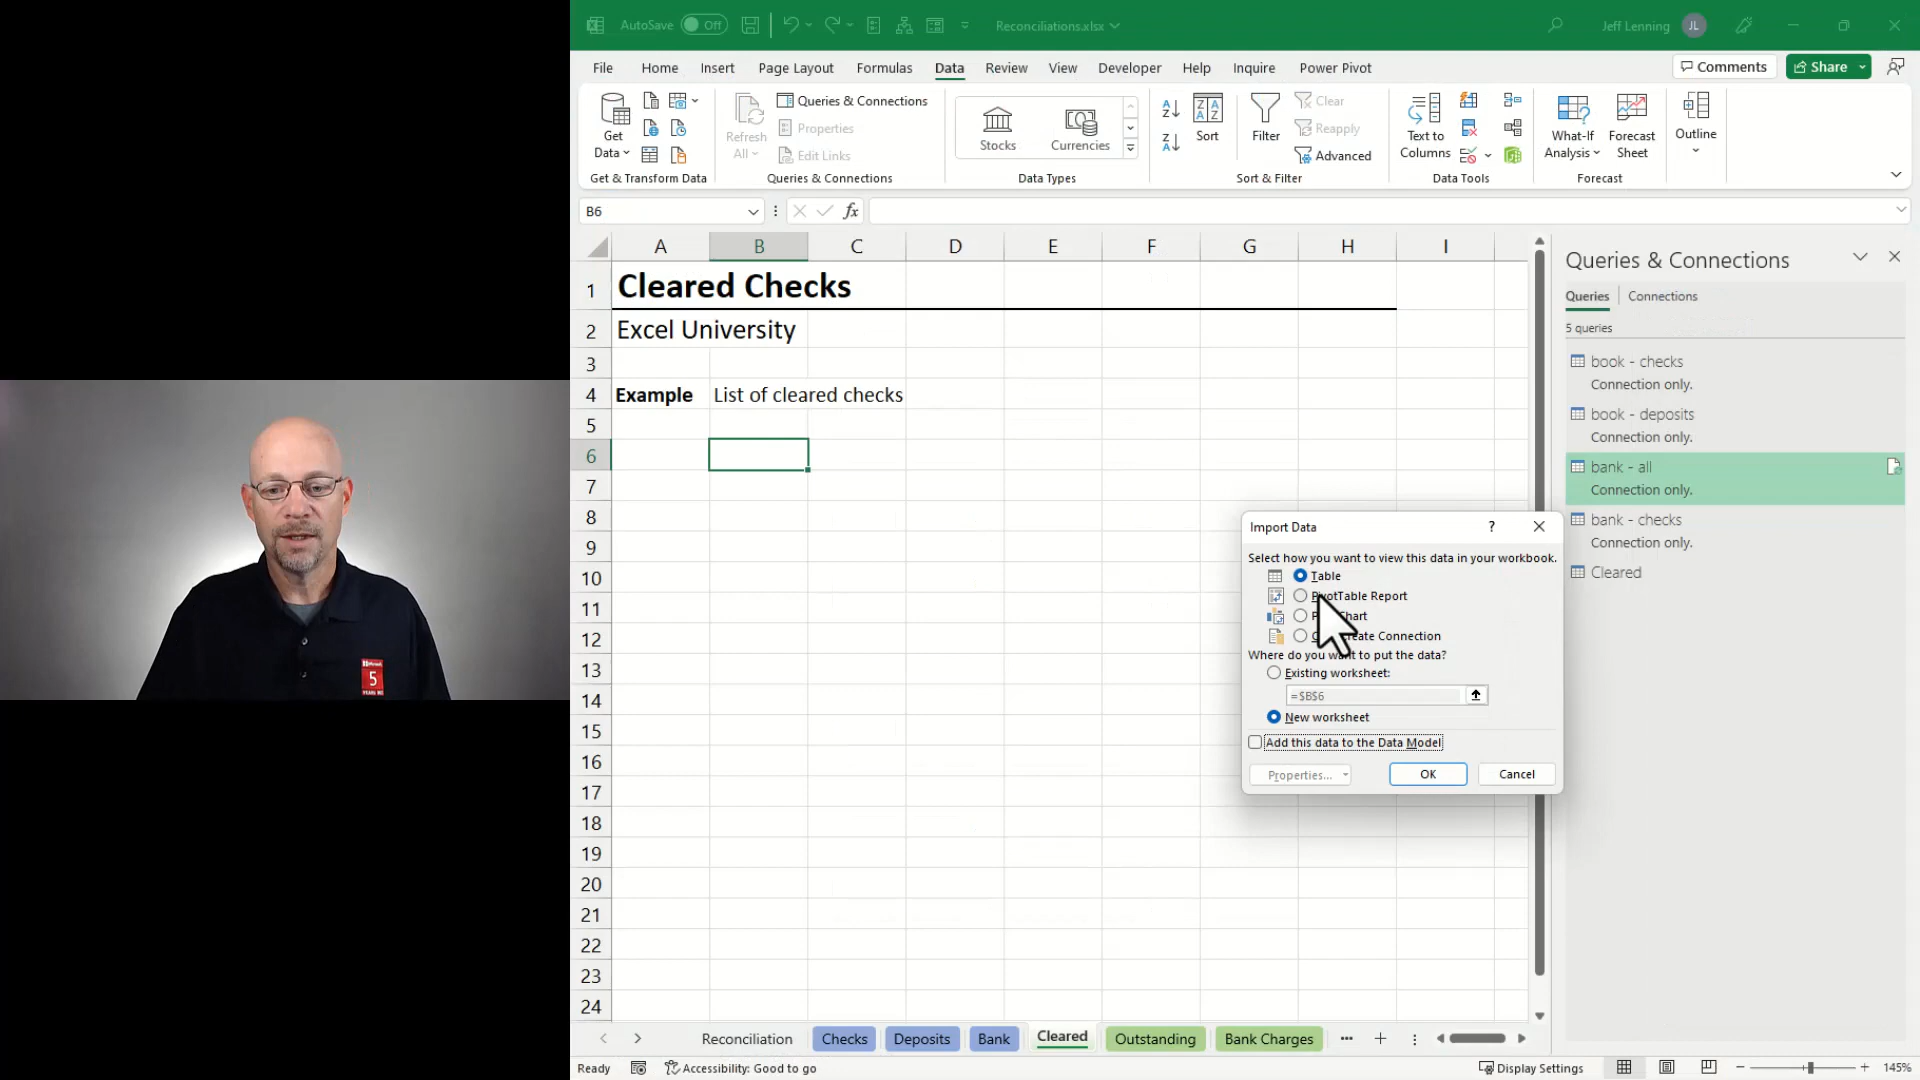 AutoSave Off
Reconciliations.xlsx
Jeff Lenning JL
File Home Insert Page Layout Formulas Data Review View Developer Help Inquire Power Pivot
Comments Share
Get Data
Get & Transform Data
Refresh All
Queries & Connections
Properties
Edit Links
Queries & Connections
Stocks
Currencies
Data Types
Sort
Filter
Clear
Reapply
Advanced
Sort & Filter
Text to Columns
Data Tools
What-If Analysis
Forecast Sheet
Forecast
Outline
B6
fx
A B C D E F G H I
1 Cleared Checks
2 Excel University
3
4 Example List of cleared checks
5
6
7
8
9
10
11
12
13
14
15
16
17
18
19
20
21
22
23
24
Queries & Connections
Queries Connections
5 queries
book - checks
Connection only.
book - deposits
Connection only.
bank - all
Connection only.
bank - checks
Connection only.
Cleared
Import Data ?
Select how you want to view this data in your workbook.
Table
PivotTable Report
Connection
Where do you want to put the data?
Existing worksheet:
=$B$6
New worksheet
Add this data to the Data Model
Properties... OK Cancel
Reconciliation Checks Deposits Bank Cleared Outstanding Bank Charges
Ready Accessibility: Good to go Display Settings 145%
Microsoft
5